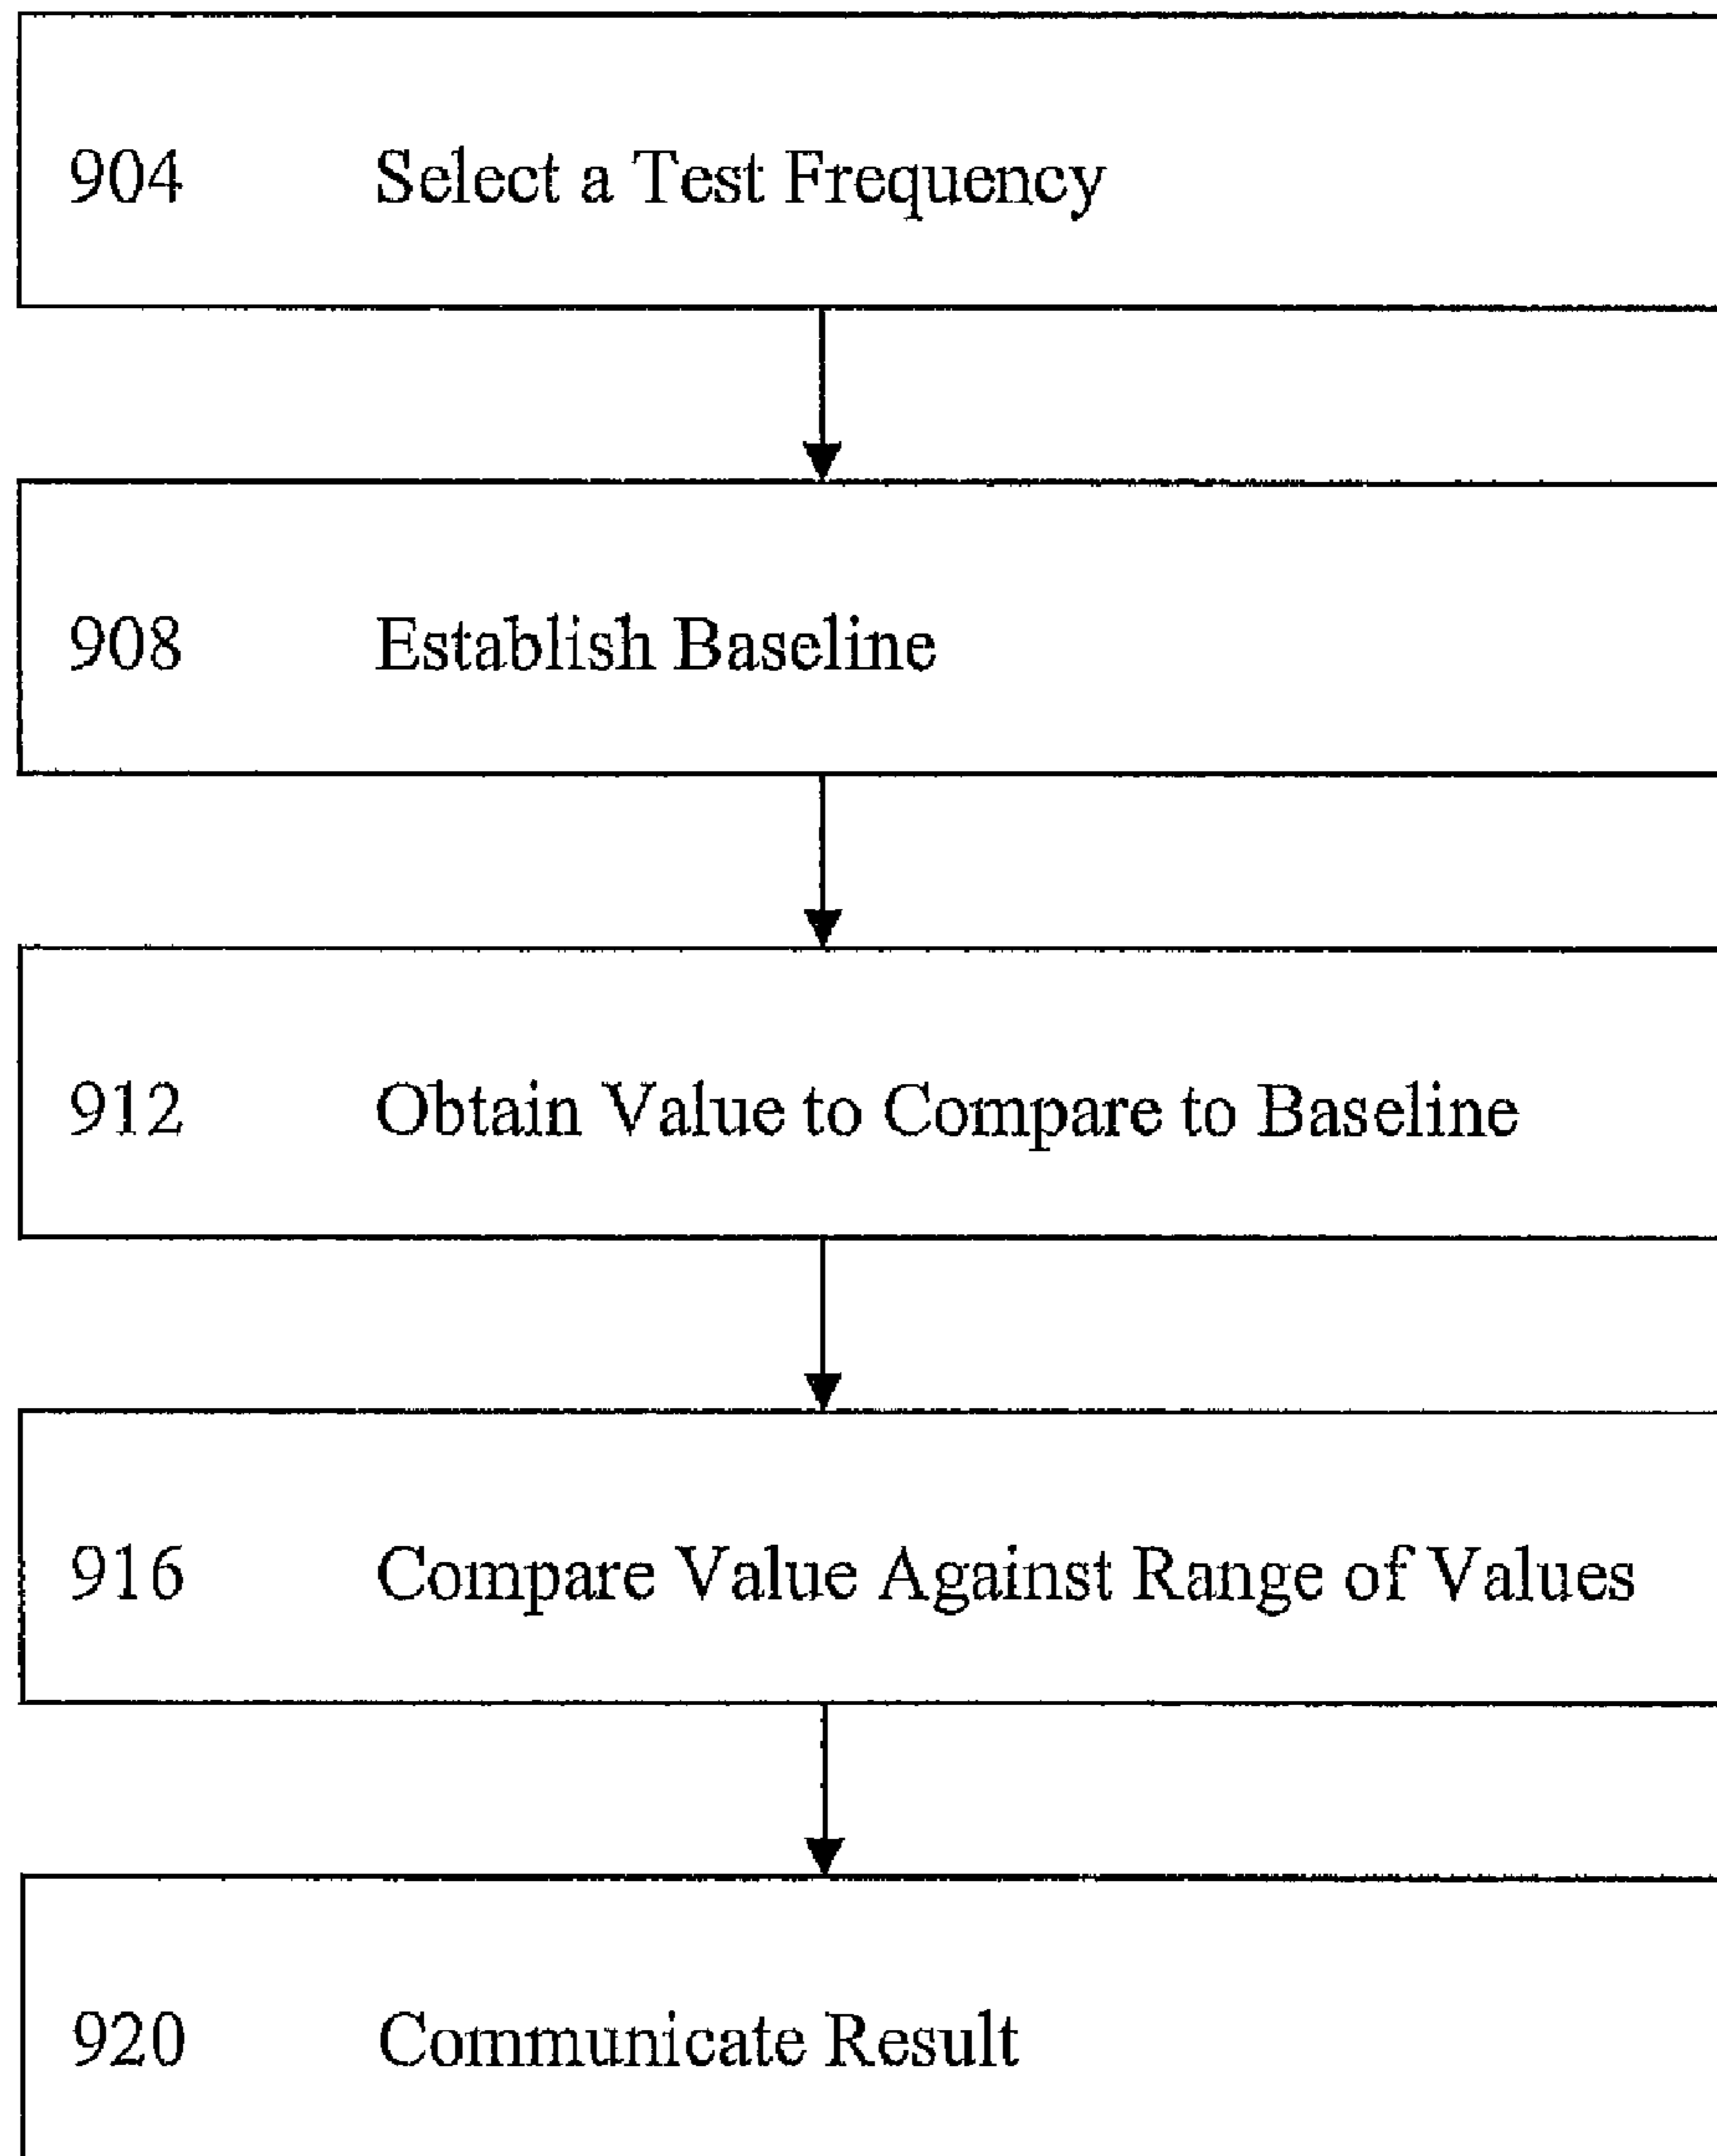 904 Select a Test Frequency
908 Establish Baseline
912 Obtain Value to Compare to Baseline
916 Compare Value Against Range of Values
920 Communicate Result